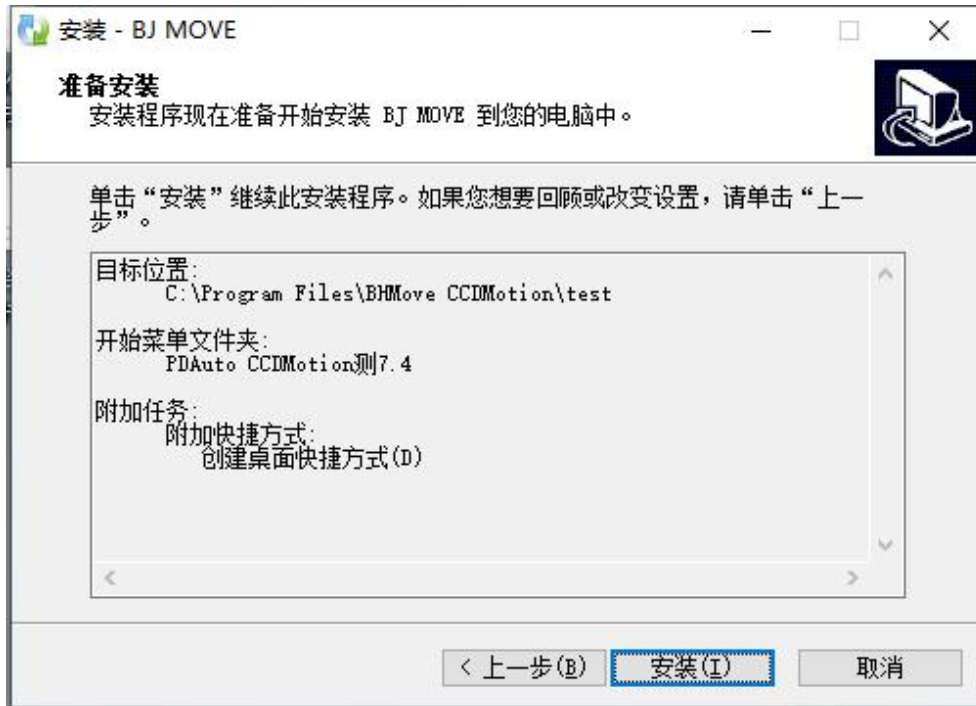 安装 - BJ MOVE
准备安装
安装程序现在准备开始安装 BJ MOVE 到您的电脑中。
单击“安装”继续此安装程序。如果您想要回顾或改变设置，请单击“上一
步”。
目标位置:
C:\Program Files\BHMove CCDMotion\test
开始菜单文件夹:
PDAuto CCDMotion测7.4
附加任务:
附加快捷方式:
创建桌面快捷方式(D)
< 上一步(B)
安装(I)
取消